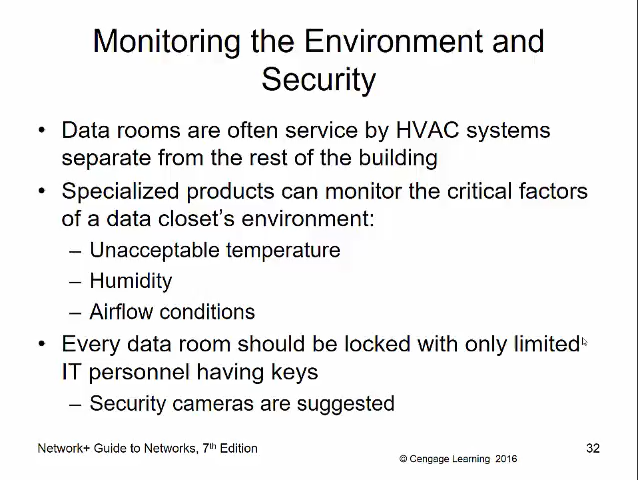 Monitoring the Environment and
Security
• Data rooms are often service by HVAC systems
separate from the rest of the building
• Specialized products can monitor the critical factors
of a data closet's environment:
– Unacceptable temperature
– Humidity
– Airflow conditions
• Every data room should be locked with only limited
IT personnel having keys
– Security cameras are suggested
Network+ Guide to Networks, 7th Edition
© Cengage Learning 2016
32